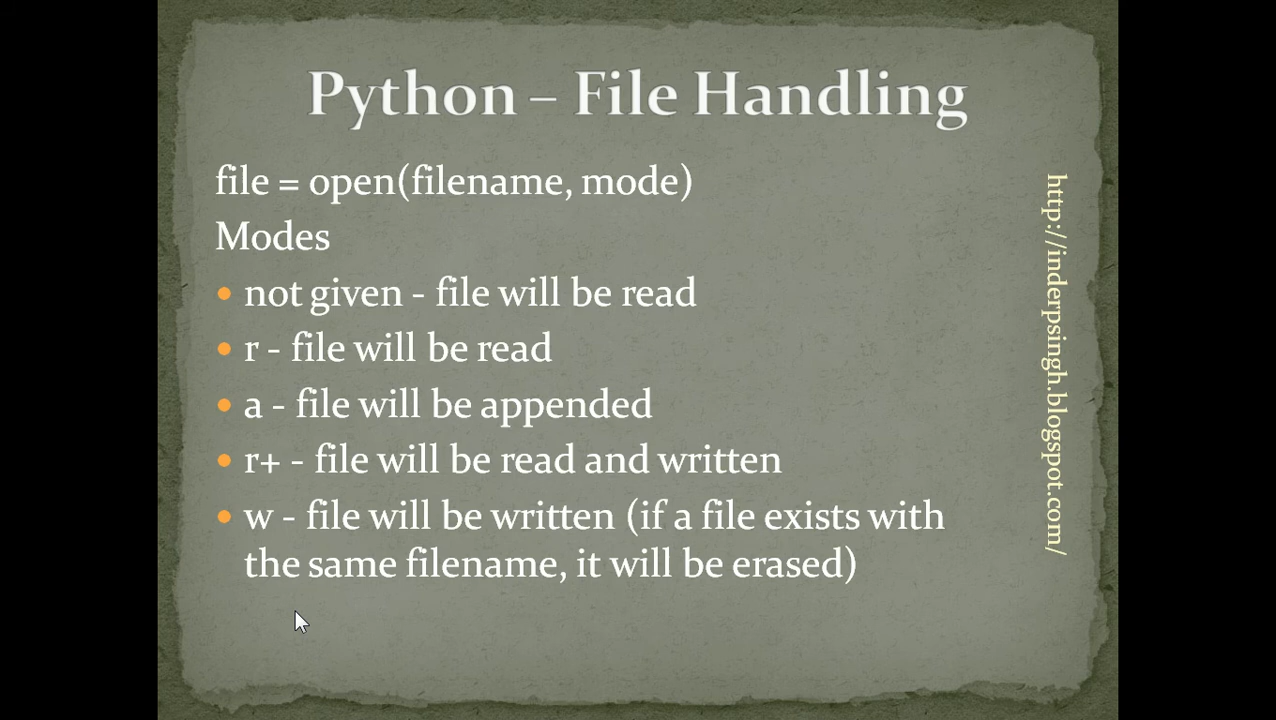 Python – File Handling
file = open(filename, mode)
Modes
• not given - file will be read
• r - file will be read
• a - file will be appended
• r+ - file will be read and written
• w - file will be written (if a file exists with
the same filename, it will be erased)
http://inderpsingh.blogspot.com/